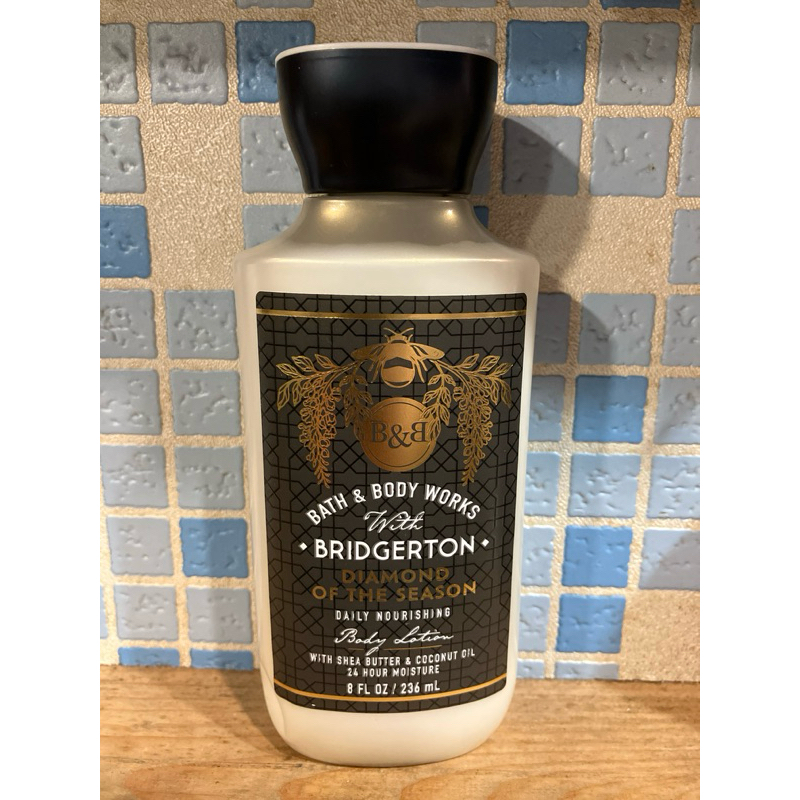 B&B
BATH & BODY WORKS
With
BRIDGERTON
DIAMOND
OF THE SEASON
DAILY NOURISHING
Body Lotion
WITH SHEA BUTTER & COCONUT OIL
24 HOUR MOISTURE
8 FL OZ / 236 mL